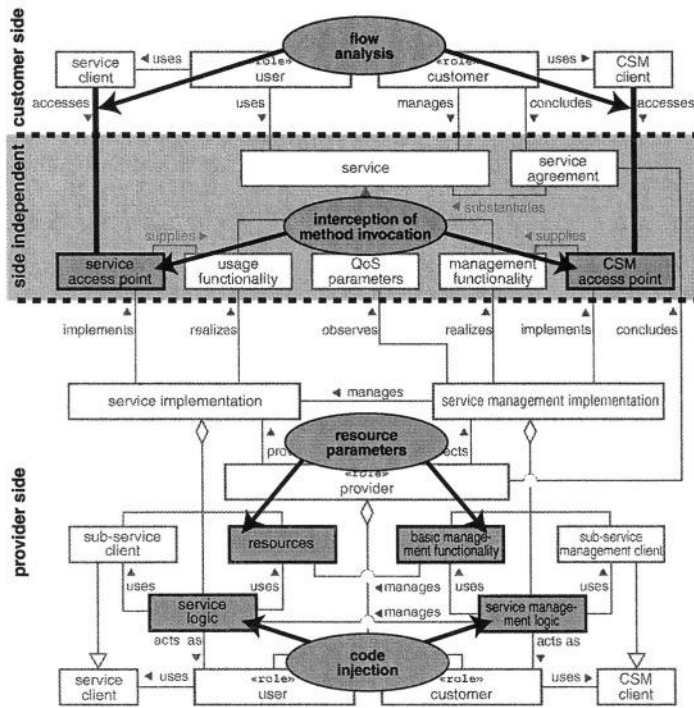 customer side
flow
analysis
service
client
uses
«role»
user
«role»
customer
uses
CSM
client
accesses
uses
manages
concludes
accesses
side independent
service
service
agreement
substantiates
interception of
method invocation
supplies
supplies
service
access point
usage
functionality
QoS
parameters
management
functionality
CSM
access point
implements
realizes
observes
realizes
implements
concludes
provider side
service implementation
manages
service management implementation
resource
parameters
«role»
provider
sub-service
client
resources
basic manage-
ment functionality
sub-service
management client
uses
uses
manages
uses
uses
service
logic
manages
service manage-
ment logic
acts as
acts as
code
injection
service
client
uses
«role»
user
«role»
customer
uses
CSM
client